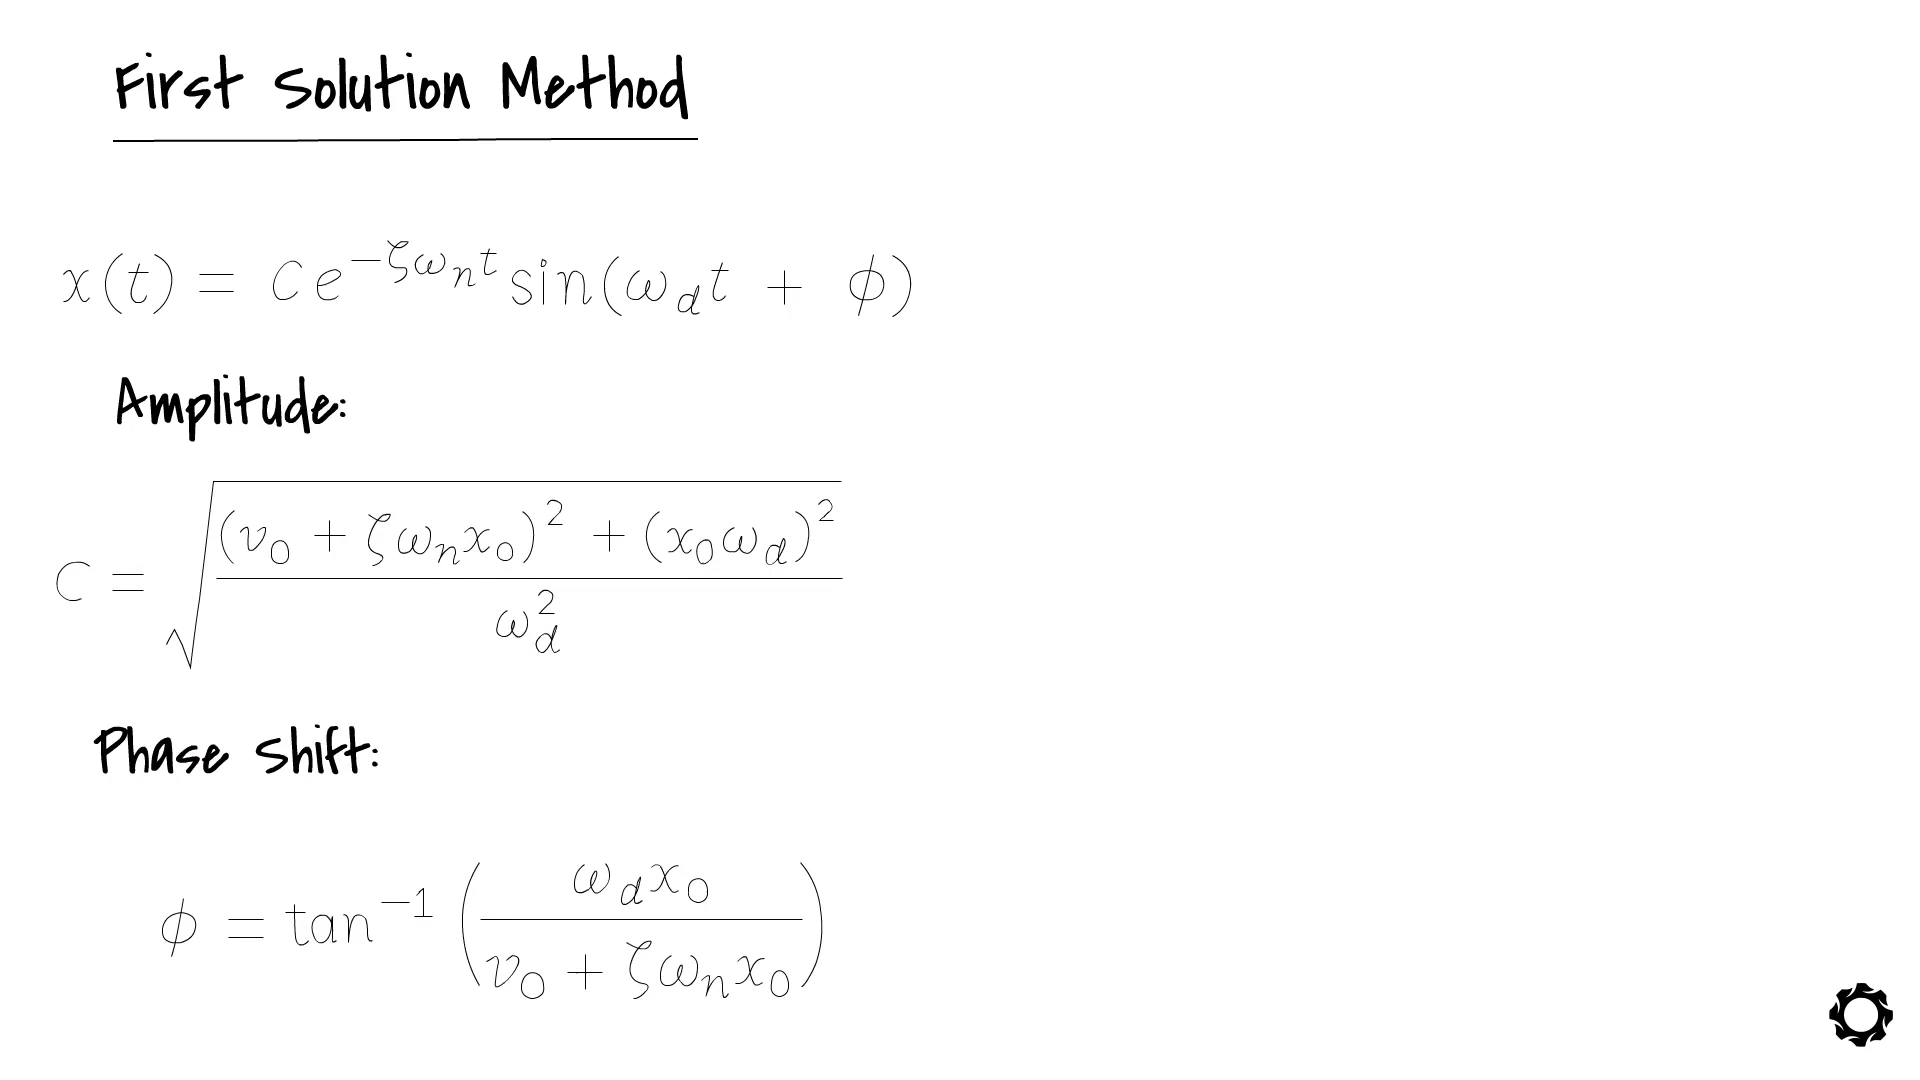 First Solution Method
x(t) = Ce^{-ζω_n t} sin(ω_d t + φ)
Amplitude:
C = √(((v_0 + ζω_n x_0)^2 + (x_0 ω_d)^2) / ω_d^2)
Phase Shift:
φ = tan^{-1}(ω_d x_0 / (v_0 + ζω_n x_0))